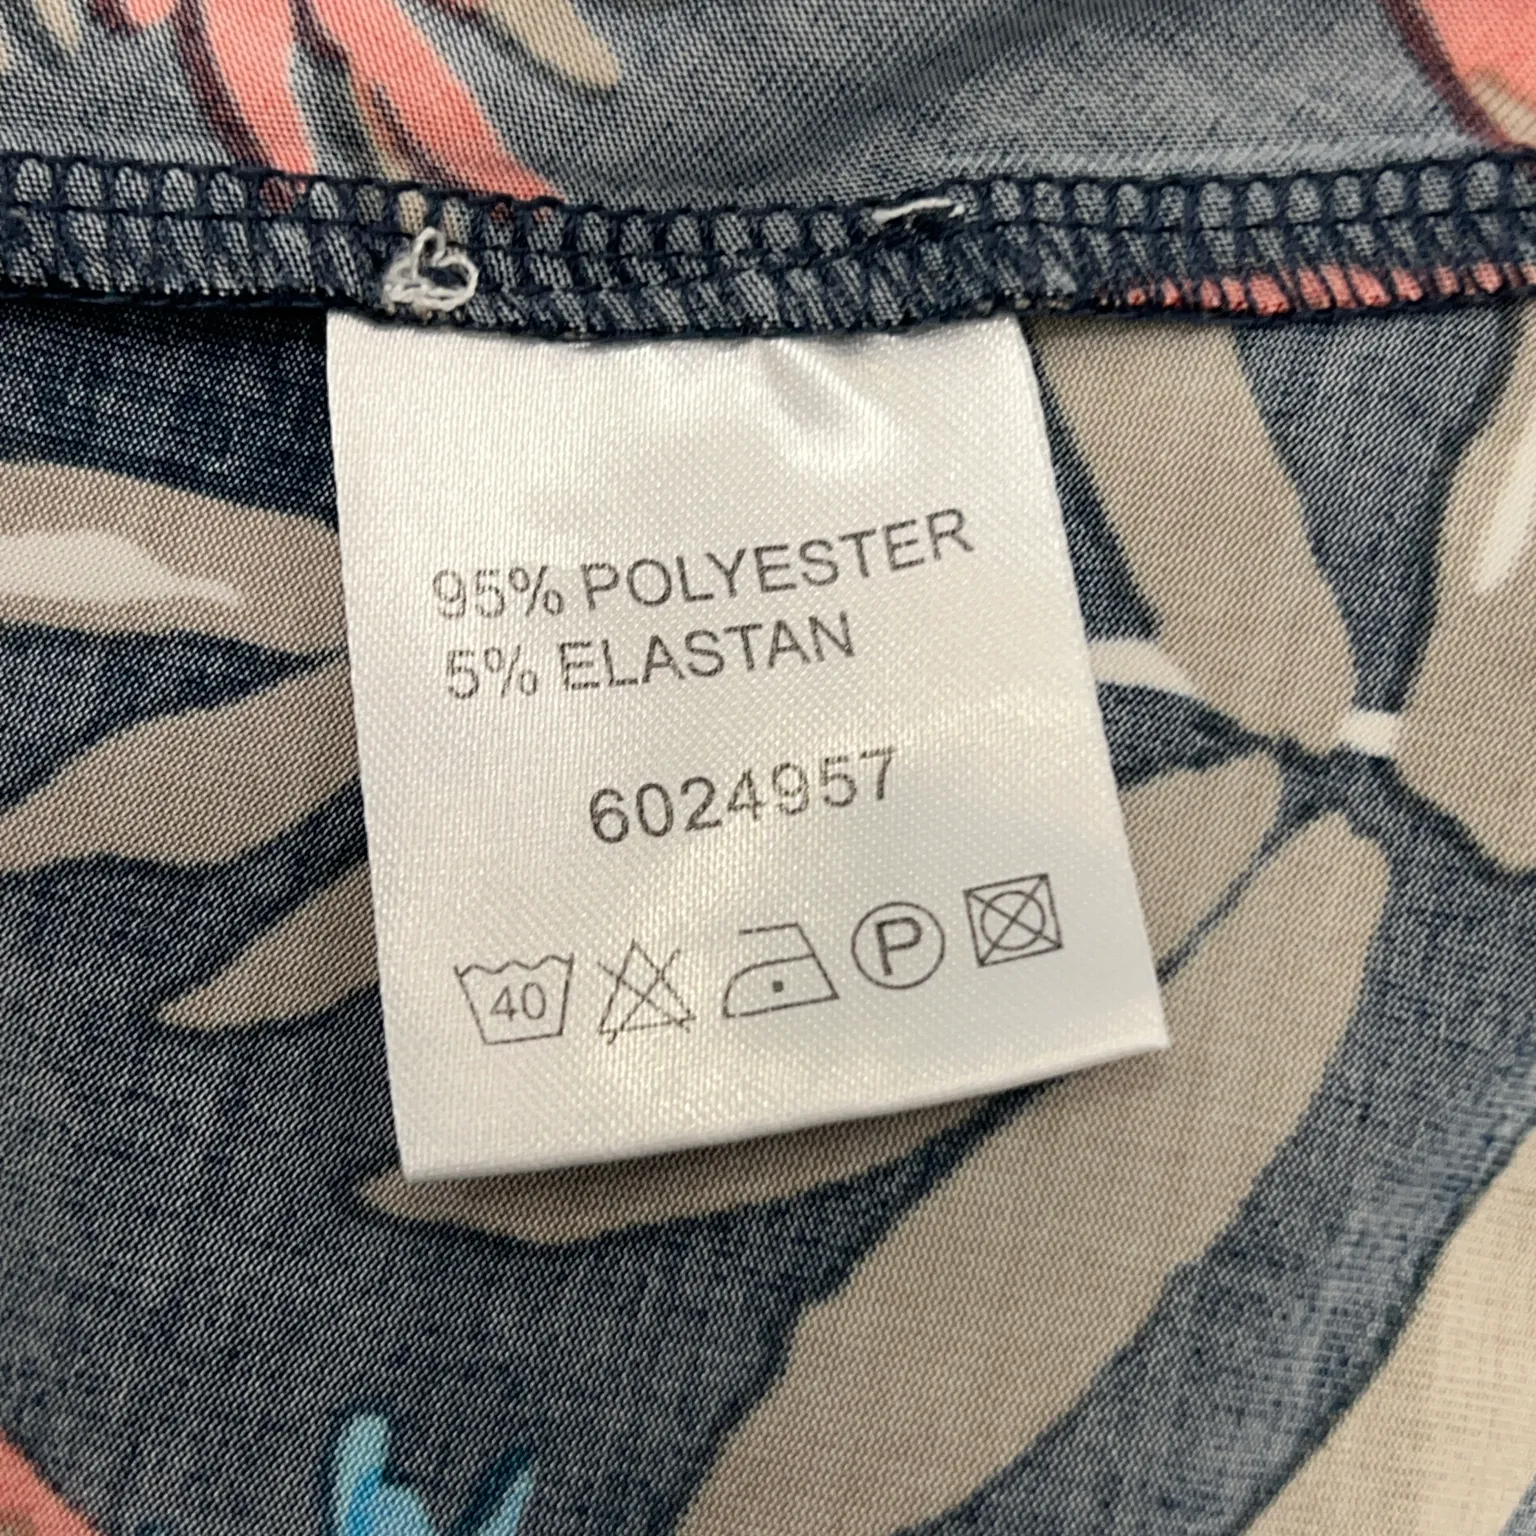 95% POLYESTER
5% ELASTAN
6024957
40 P